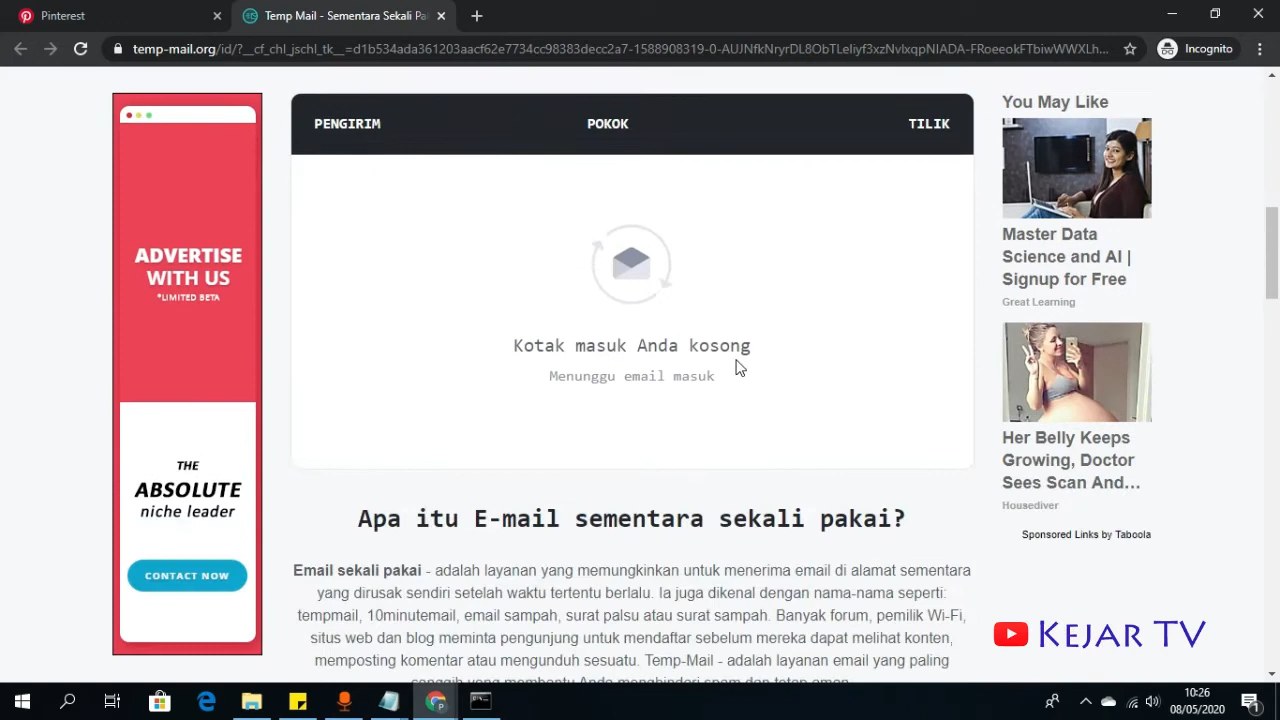 Pinterest
Temp Mail - Sementara Sekali Pak
temp-mail.org/id/?__cf_chl_jschl_tk__=d1b534ada361203aacf62e7734cc98383decc2a7-1588908319-0-
Incognito
PENGIRIM POKOK TILIK
Kotak masuk Anda kosong
Menunggu email masuk
ADVERTISE
WITH US
*LIMITED BETA
THE
ABSOLUTE
niche leader
CONTACT NOW
You May Like
Master Data
Science and AI |
Signup for Free
Great Learning
Her Belly Keeps
Growing, Doctor
Sees Scan And...
Housediver
Sponsored Links by Taboola
Apa itu E-mail sementara sekali pakai?
Email sekali pakai - adalah layanan yang memungkinkan untuk menerima email di alamat sementara
yang dirusak sendiri setelah waktu tertentu berlalu. Ia juga dikenal dengan nama-nama seperti:
tempmail, 10minutemail, email sampah, surat palsu atau surat sampah. Banyak forum, pemilik Wi-Fi,
situs web dan blog meminta pengunjung untuk mendaftar sebelum mereka dapat melihat konten,
memposting komentar atau mengunduh sesuatu. Temp-Mail - adalah layanan email yang paling
KEJAR TV
10:26
08/05/2020